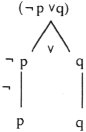 (¬ p ∨q)
∨
¬ p q
¬
p q